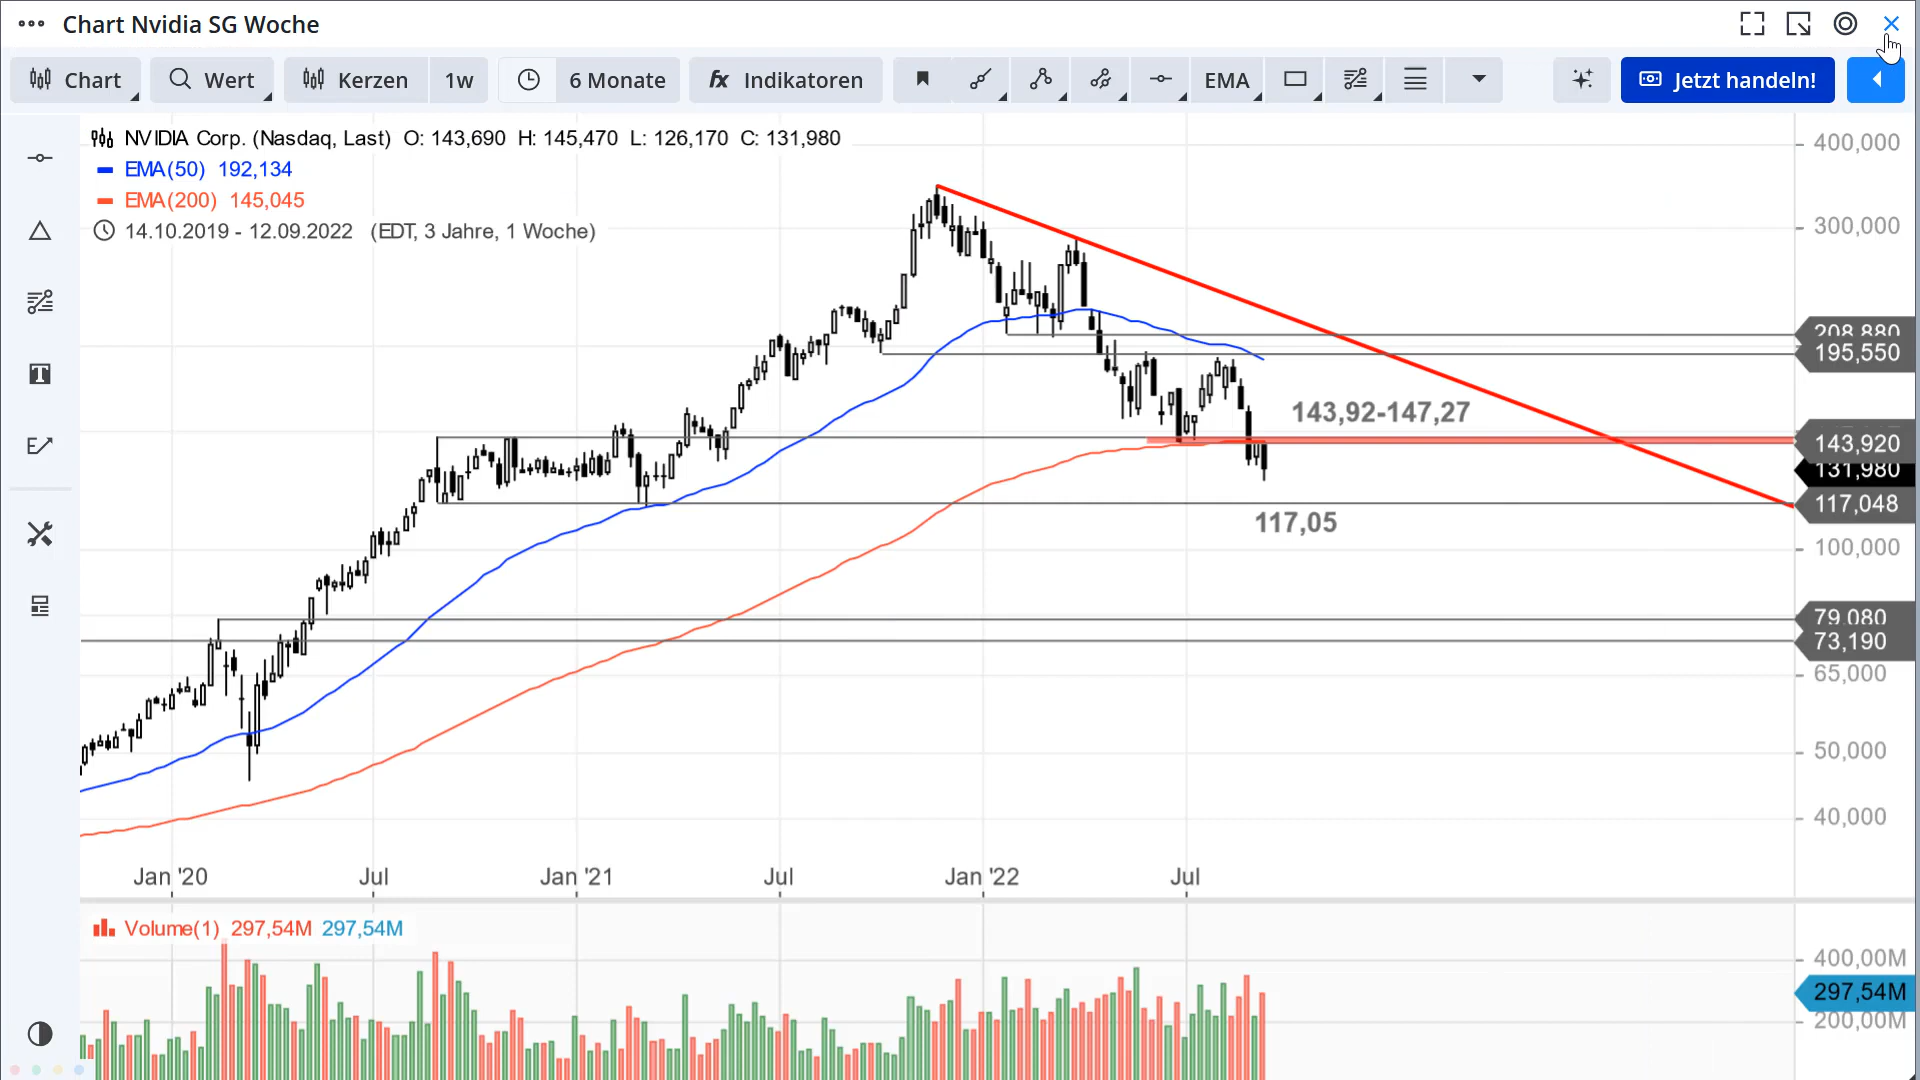 Chart Nvidia SG Woche
Chart Wert Kerzen 1w 6 Monate fx Indikatoren EMA Jetzt handeln!
NVIDIA Corp. (Nasdaq, Last) O: 143,690 H: 145,470 L: 126,170 C: 131,980
EMA(50) 192,134
EMA(200) 145,045
14.10.2019 - 12.09.2022 (EDT, 3 Jahre, 1 Woche)
400,000
300,000
208,880
195,550
143,92-147,27
143,920
131,980
117,048
117,05
100,000
79,080
73,190
65,000
50,000
40,000
Jan '20 Jul Jan '21 Jul Jan '22 Jul
Volume(1) 297,54M 297,54M
400,00M
297,54M
200,00M